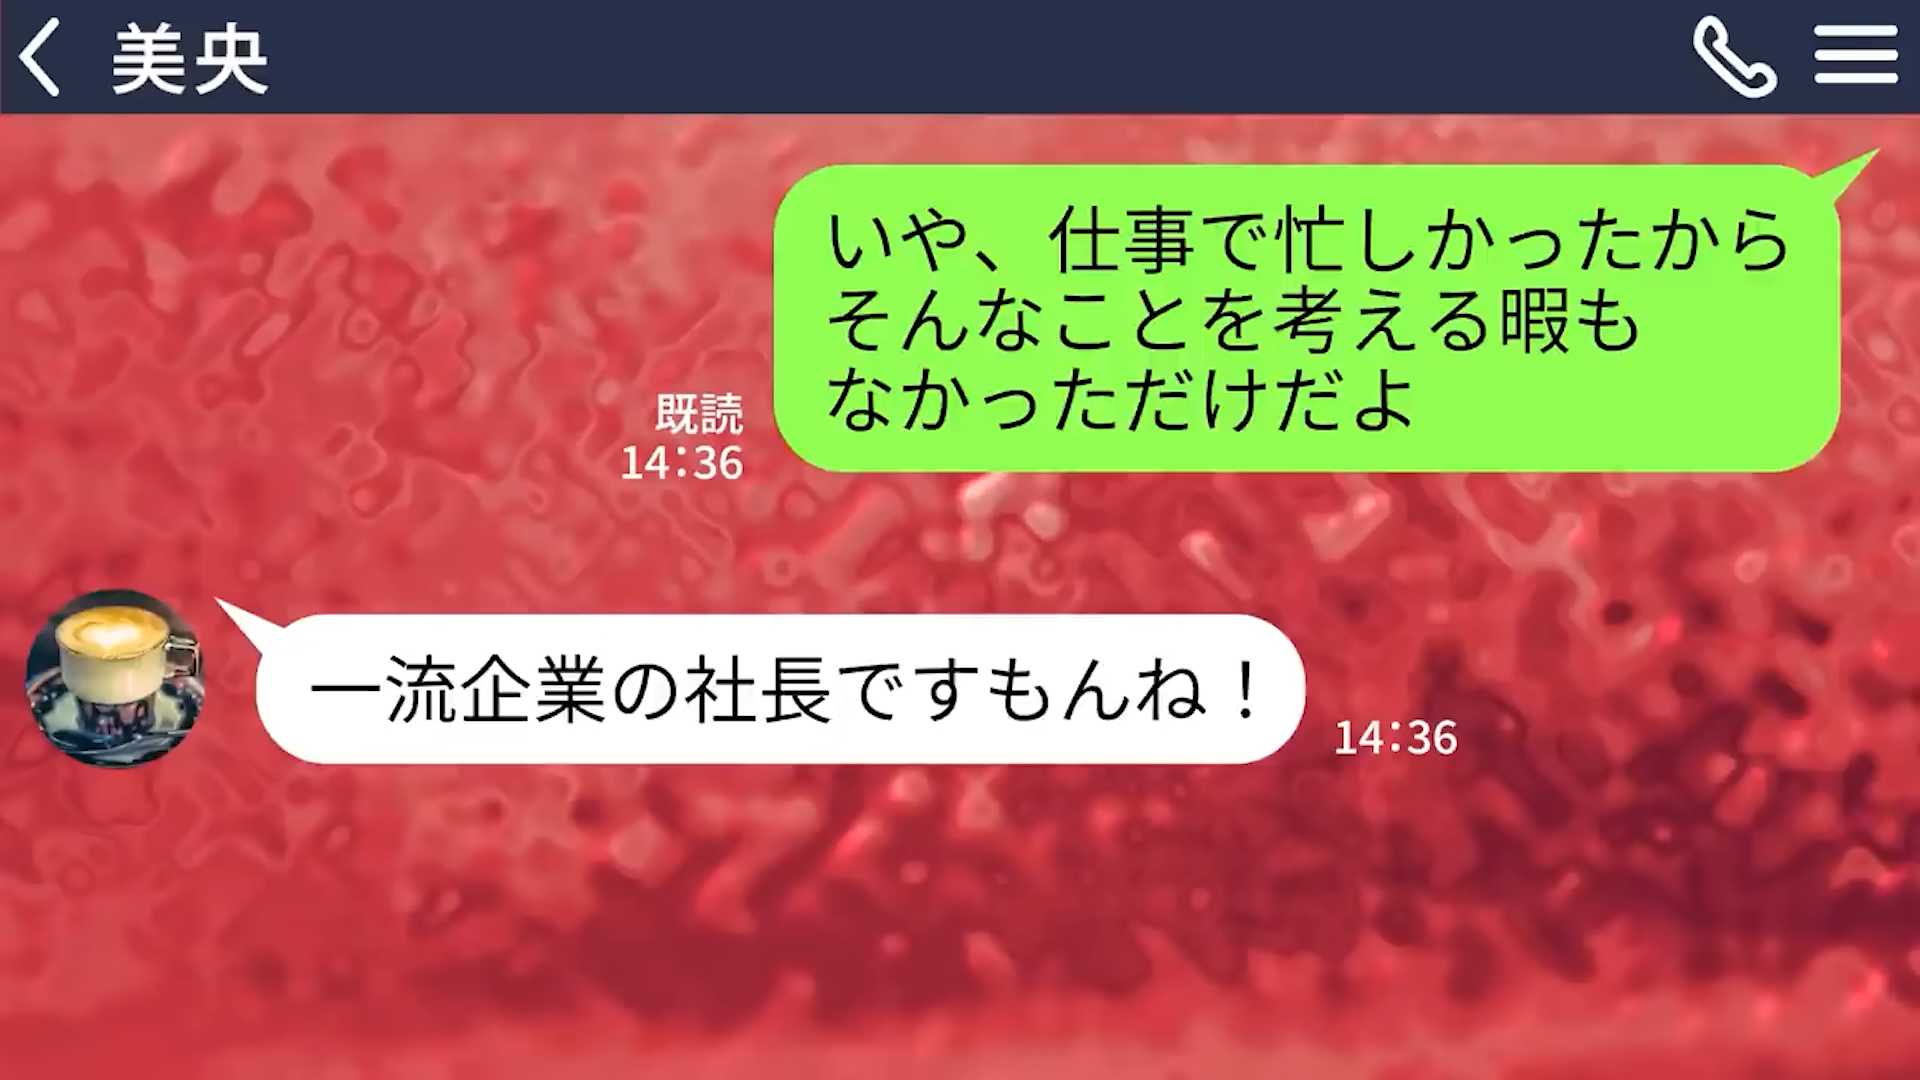 美央
いや、仕事で忙しかったから
そんなことを考える暇も
なかっただけだよ
既読
14:36
一流企業の社長ですもんね！
14:36